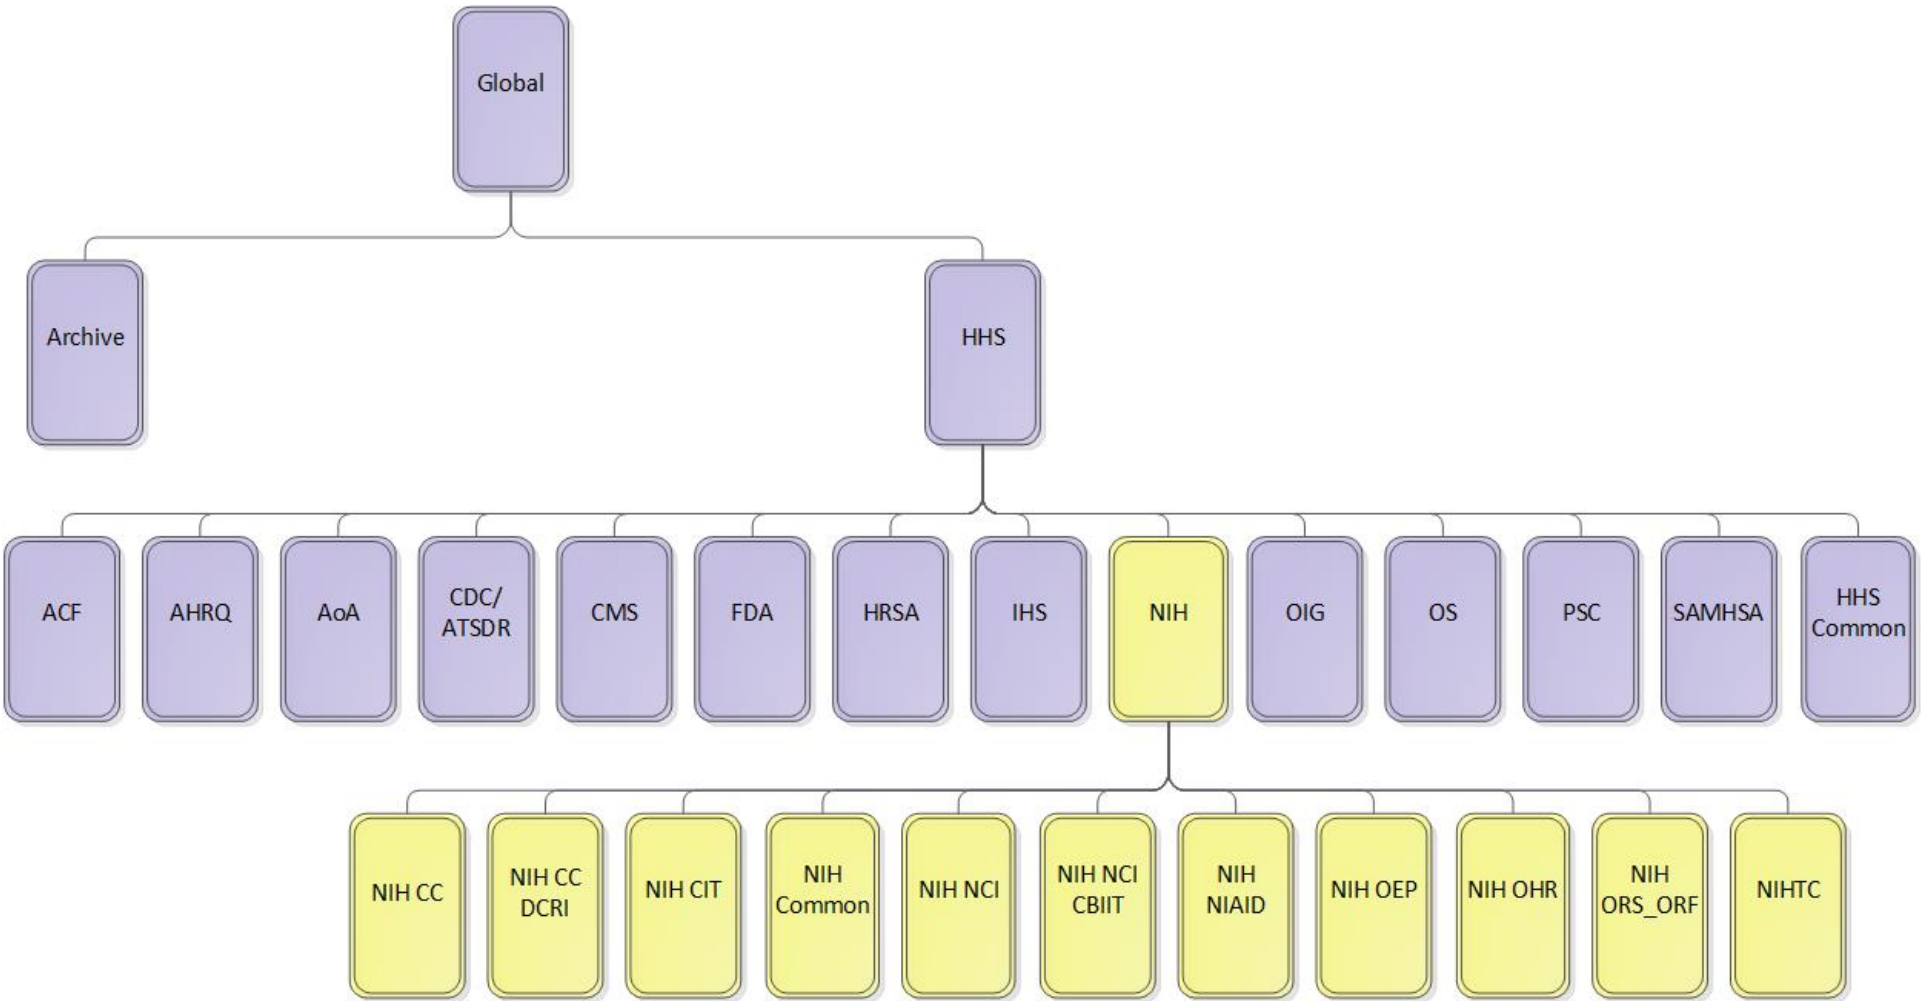 Global
Archive
HHS
ACF
AHRQ
AoA
CDC/
ATSDR
CMS
FDA
HRSA
IHS
NIH
OIG
OS
PSC
SAMHSA
HHS
Common
NIH CC
NIH CC
DCRI
NIH CIT
NIH
Common
NIH NCI
NIH NCI
CBIIT
NIH
NIAID
NIH OEP
NIH OHR
NIH
ORS_ORF
NIHTC